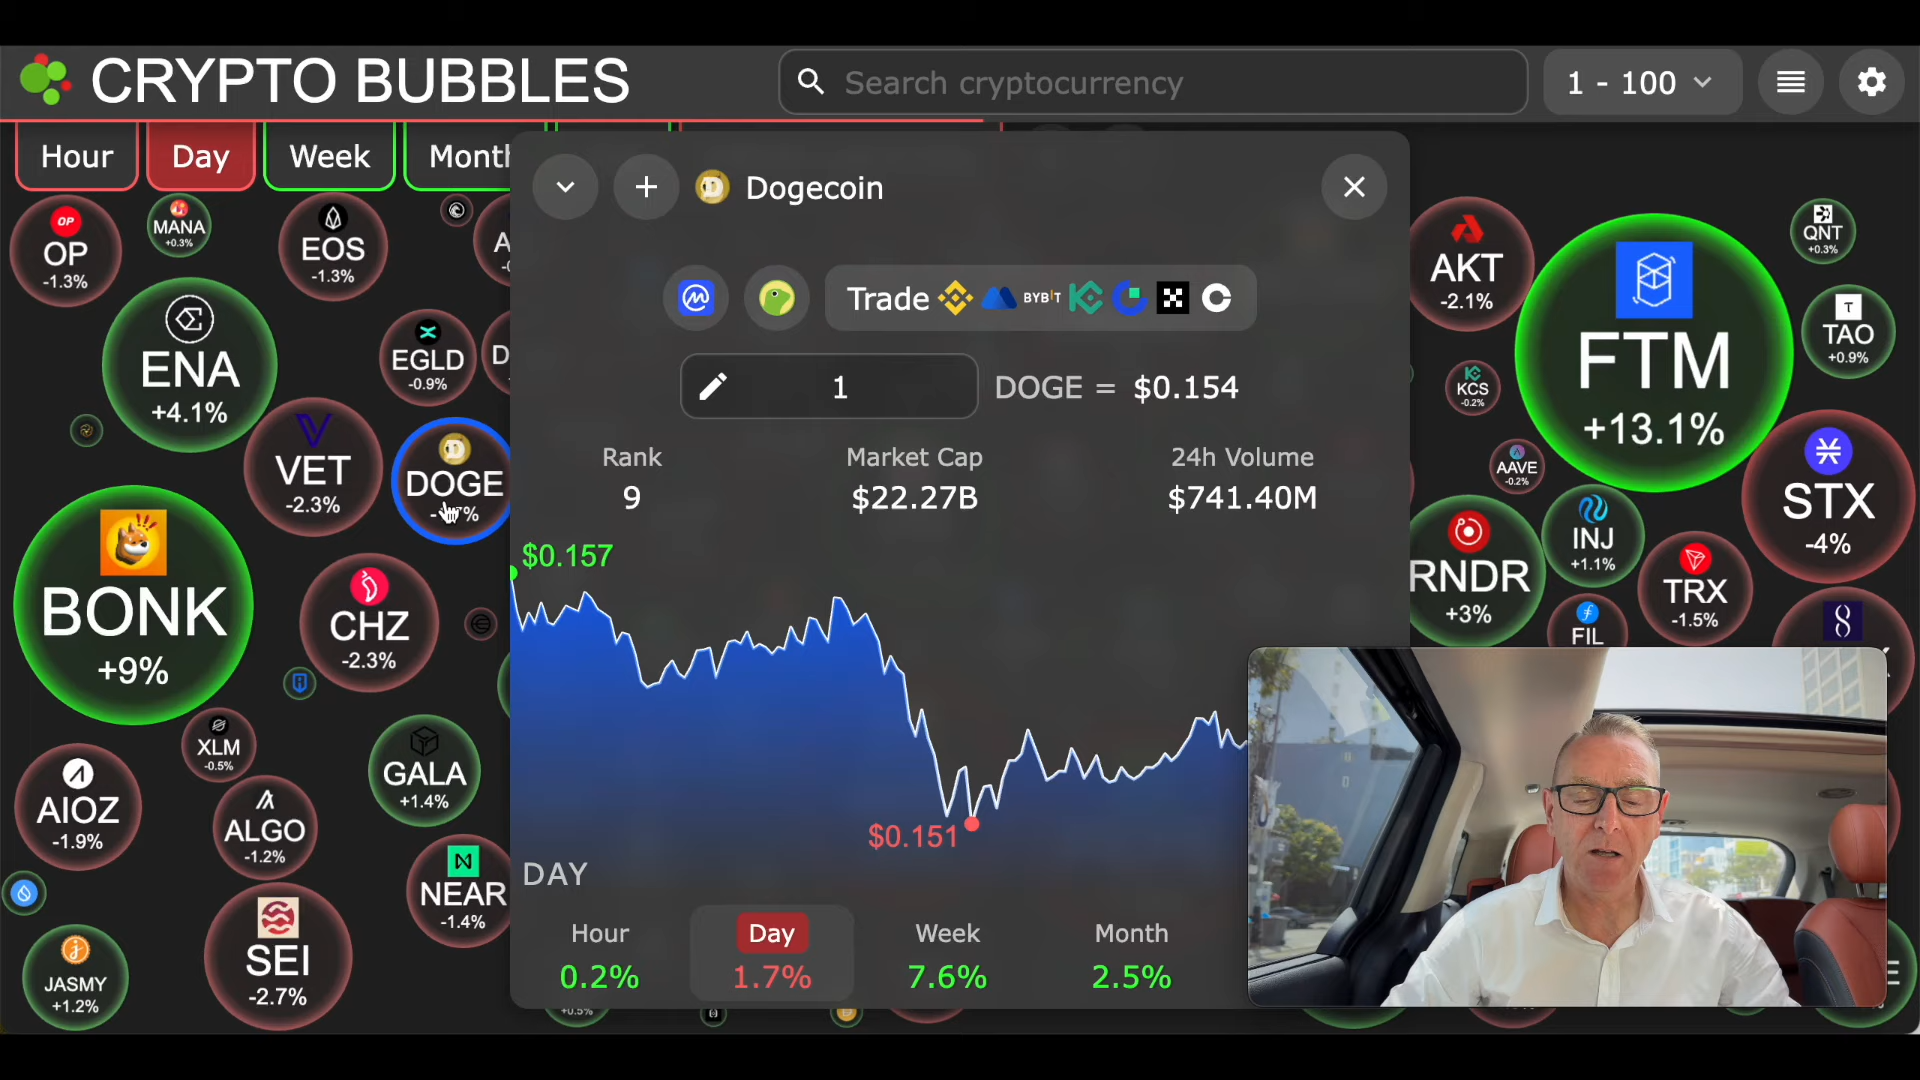 CRYPTO BUBBLES
Search cryptocurrency
1 - 100
Hour
Day
Week
Dogecoin
Trade
BYBIT
1
DOGE = $0.154
Rank
Market Cap
24h Volume
9
$22.27B
$741.40M
$0.157
$0.151
DAY
Hour
Day
Week
Month
0.2%
1.7%
7.6%
2.5%
OP
OP
-1.3%
MANA
+0.3%
EOS
-1.3%
ENA
+4.1%
EGLD
-0.9%
VET
-2.3%
DOGE
BONK
+9%
CHZ
-2.3%
XLM
-0.5%
GALA
+1.4%
AIOZ
-1.9%
ALGO
-1.2%
NEAR
-1.4%
SEI
-2.7%
JASMY
+1.2%
+0.5%
AKT
-2.1%
FTM
+13.1%
QNT
+0.3%
T
TAO
+0.9%
KCS
-0.2%
AAVE
-0.2%
STX
-4%
RNDR
+3%
INJ
+1.1%
TRX
-1.5%
FIL